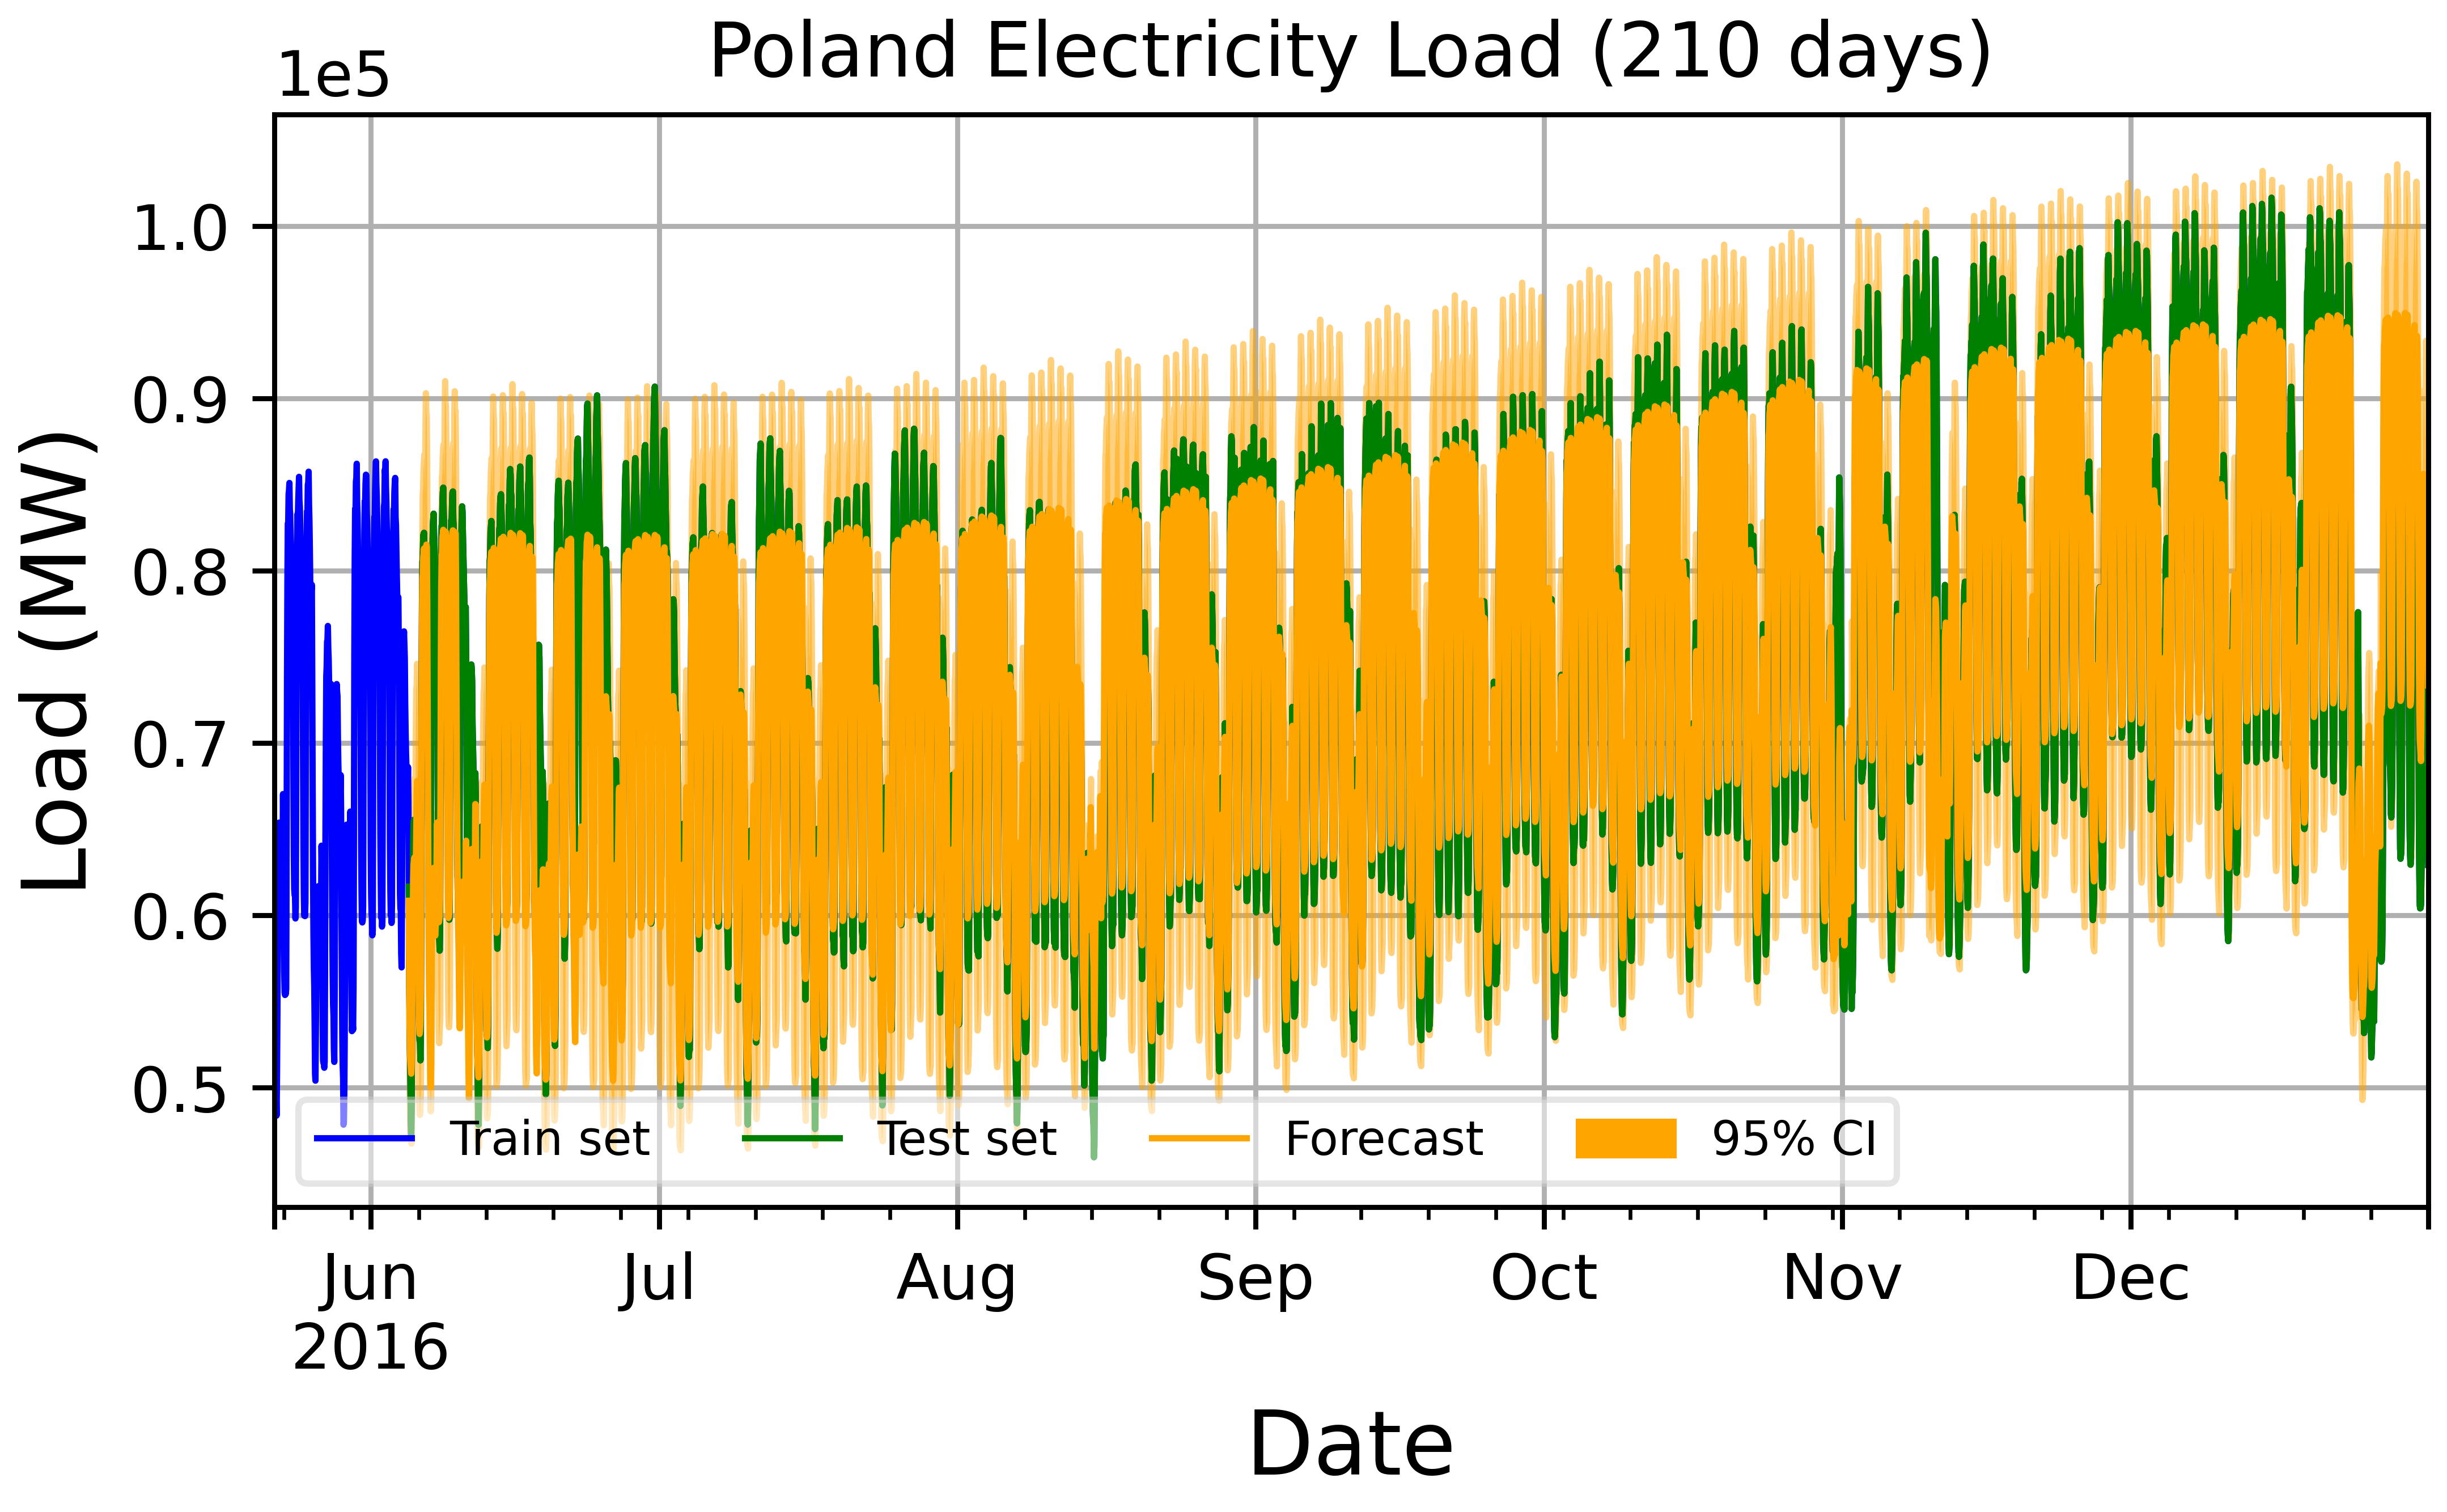 Poland Electricity Load (210 days)
1e5
Load (MW)
1.0
0.9
0.8
0.7
0.6
0.5
Train set
Test set
Forecast
95% CI
Jun
2016
Jul
Aug
Sep
Oct
Nov
Dec
Date